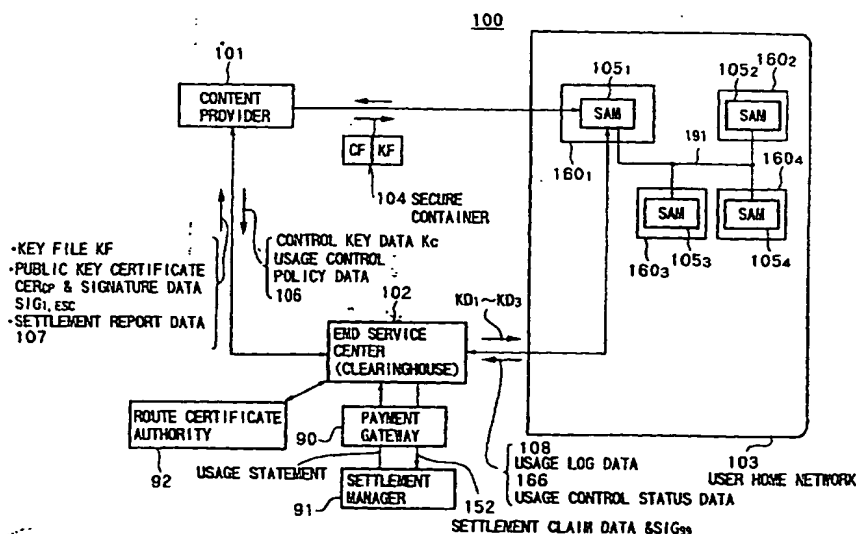 100
101
CONTENT
PROVIDER
CF KF
104 SECURE
CONTAINER
105₁
SAM
160₁
105₂
160₂
SAM
191
160₄
SAM
160₃
105₃
SAM
105₄
•KEY FILE KF
•PUBLIC KEY CERTIFICATE
CERCP & SIGNATURE DATA
SIG1,ESC
•SETTLEMENT REPORT DATA
107
CONTROL KEY DATA Kc
USAGE CONTROL
POLICY DATA
106
102
EMD SERVICE
CENTER
(CLEARINGHOUSE)
KD₁~KD₃
ROUTE CERTIFICATE
AUTHORITY
92
90
PAYMENT
GATEWAY
USAGE STATEMENT
91
SETTLEMENT
MANAGER
152
SETTLEMENT CLAIM DATA &SIG99
108
USAGE LOG DATA
166
USAGE CONTROL STATUS DATA
103
USER HOME NETWORK